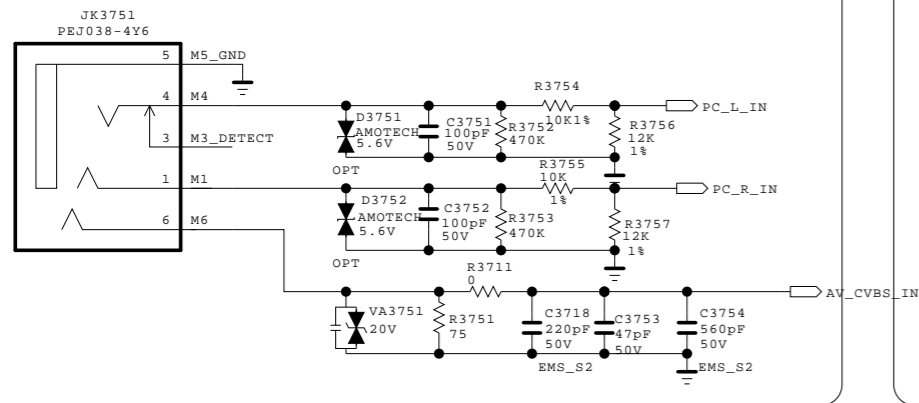 JK3751
PEJ038-4Y6
5 M5_GND
4 M4
3 M3_DETECT
1 M1
6 M6
D3751
AMOTECH
5.6V
OPT
C3751
100pF
50V
R3752
470K
R3754
10K1%
R3756
12K
1%
PC_L_IN
D3752
AMOTECH
5.6V
OPT
C3752
100pF
50V
R3753
470K
R3755
10K
1%
R3757
12K
1%
PC_R_IN
R3711
0
VA3751
20V
R3751
75
C3718
220pF
50V
EMS_S2
C3753
47pF
50V
C3754
560pF
50V
EMS_S2
AV_CVBS_IN